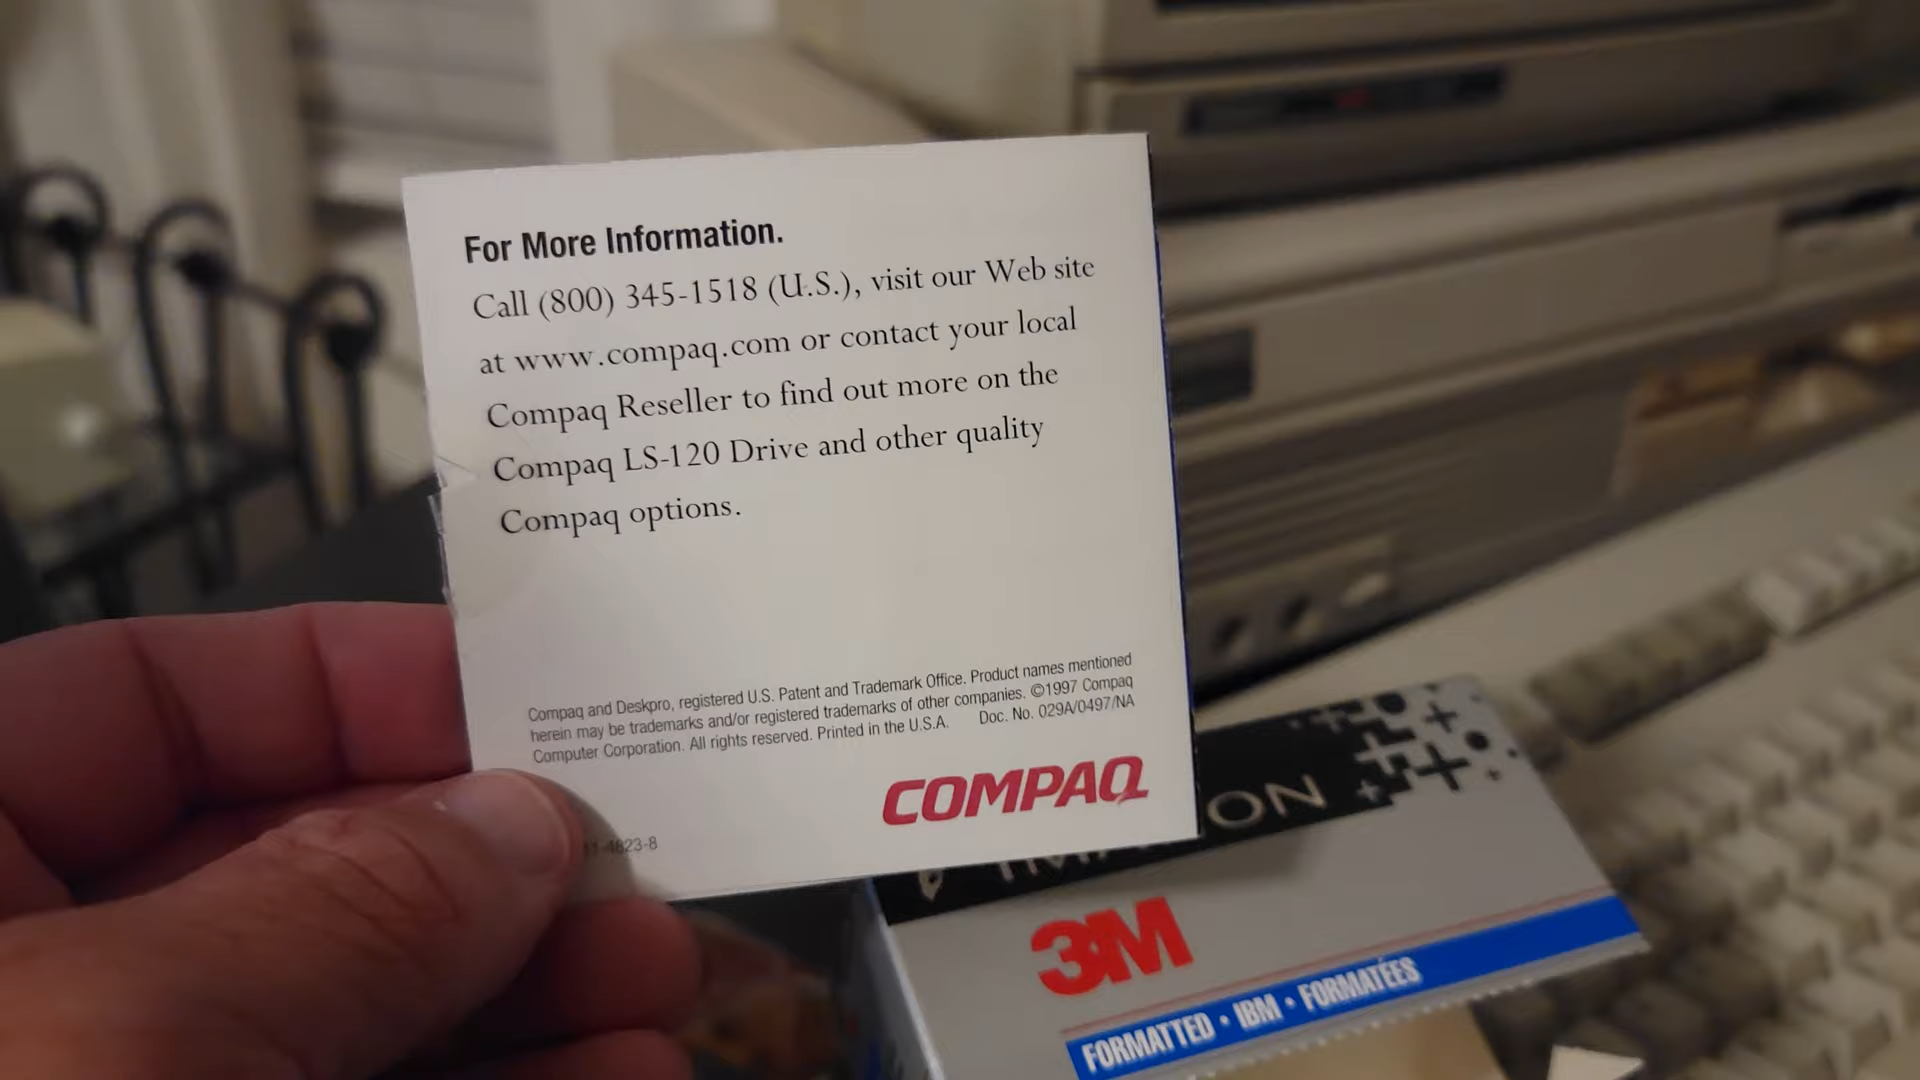 For More Information.
Call (800) 345-1518 (U.S.), visit our Web site
at www.compaq.com or contact your local
Compaq Reseller to find out more on the
Compaq LS-120 Drive and other quality
Compaq options.
Compaq and Deskpro, registered U.S. Patent and Trademark Office. Product names mentioned
herein may be trademarks and/or registered trademarks of other companies. ©1997 Compaq
Computer Corporation. All rights reserved. Printed in the U.S.A. Doc. No. 029A/0497/NA
COMPAQ
3M
FORMATTED • IBM • FORMATÉES